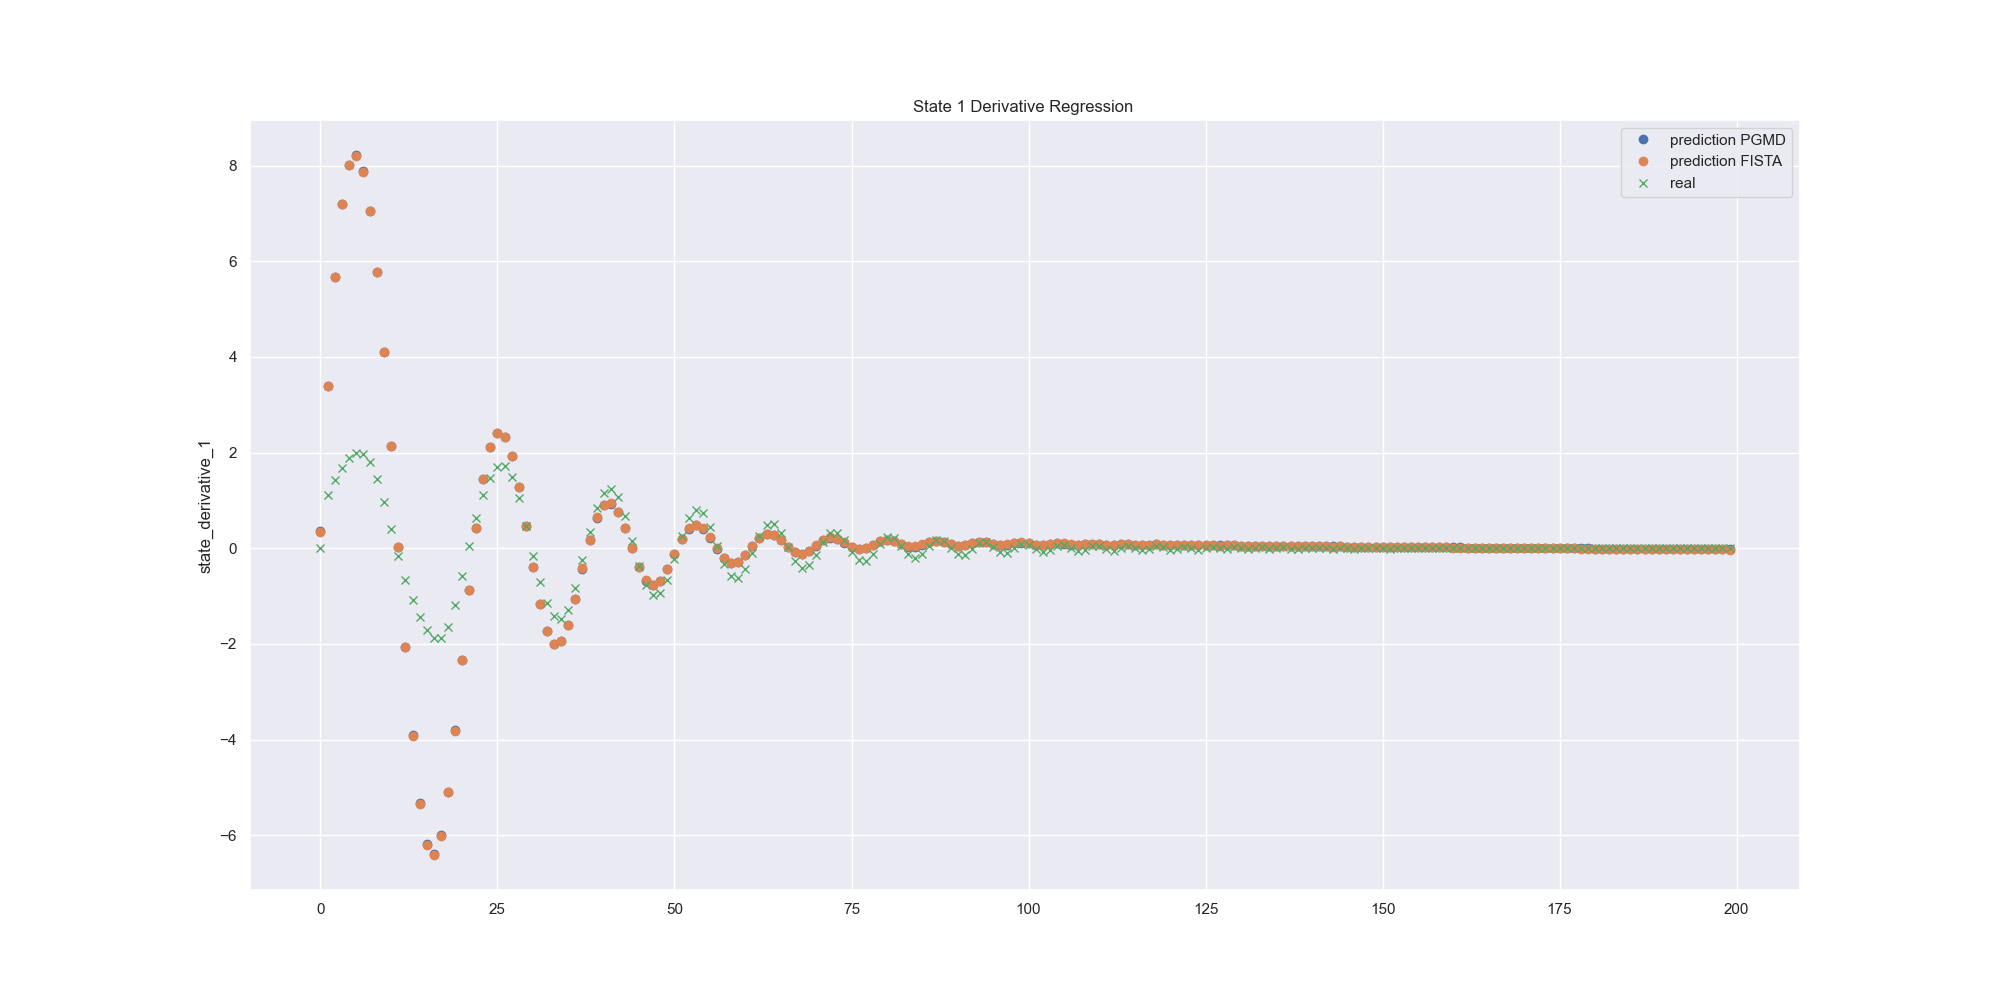 State 1 Derivative Regression
prediction PGMD
prediction FISTA
real
state_derivative_1
8
6
4
2
0
−2
−4
−6
0 25 50 75 100 125 150 175 200